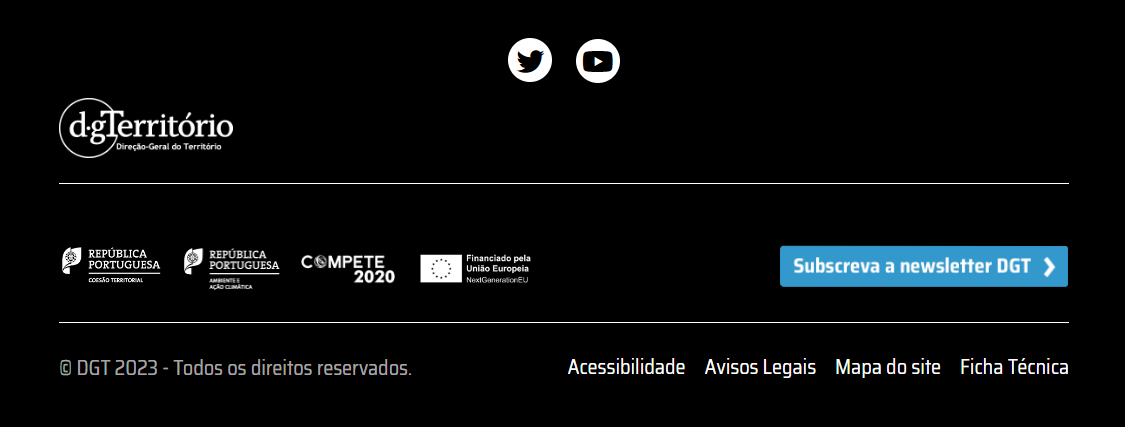 d·gTerritório
Direção-Geral do Território
REPÚBLICA
PORTUGUESA
COESÃO TERRITORIAL
REPÚBLICA
PORTUGUESA
AMBIENTE E
AÇÃO CLIMÁTICA
COMPETE
2020
Financiado pela
União Europeia
NextGenerationEU
Subscreva a newsletter DGT
© DGT 2023 - Todos os direitos reservados.
Acessibilidade Avisos Legais Mapa do site Ficha Técnica